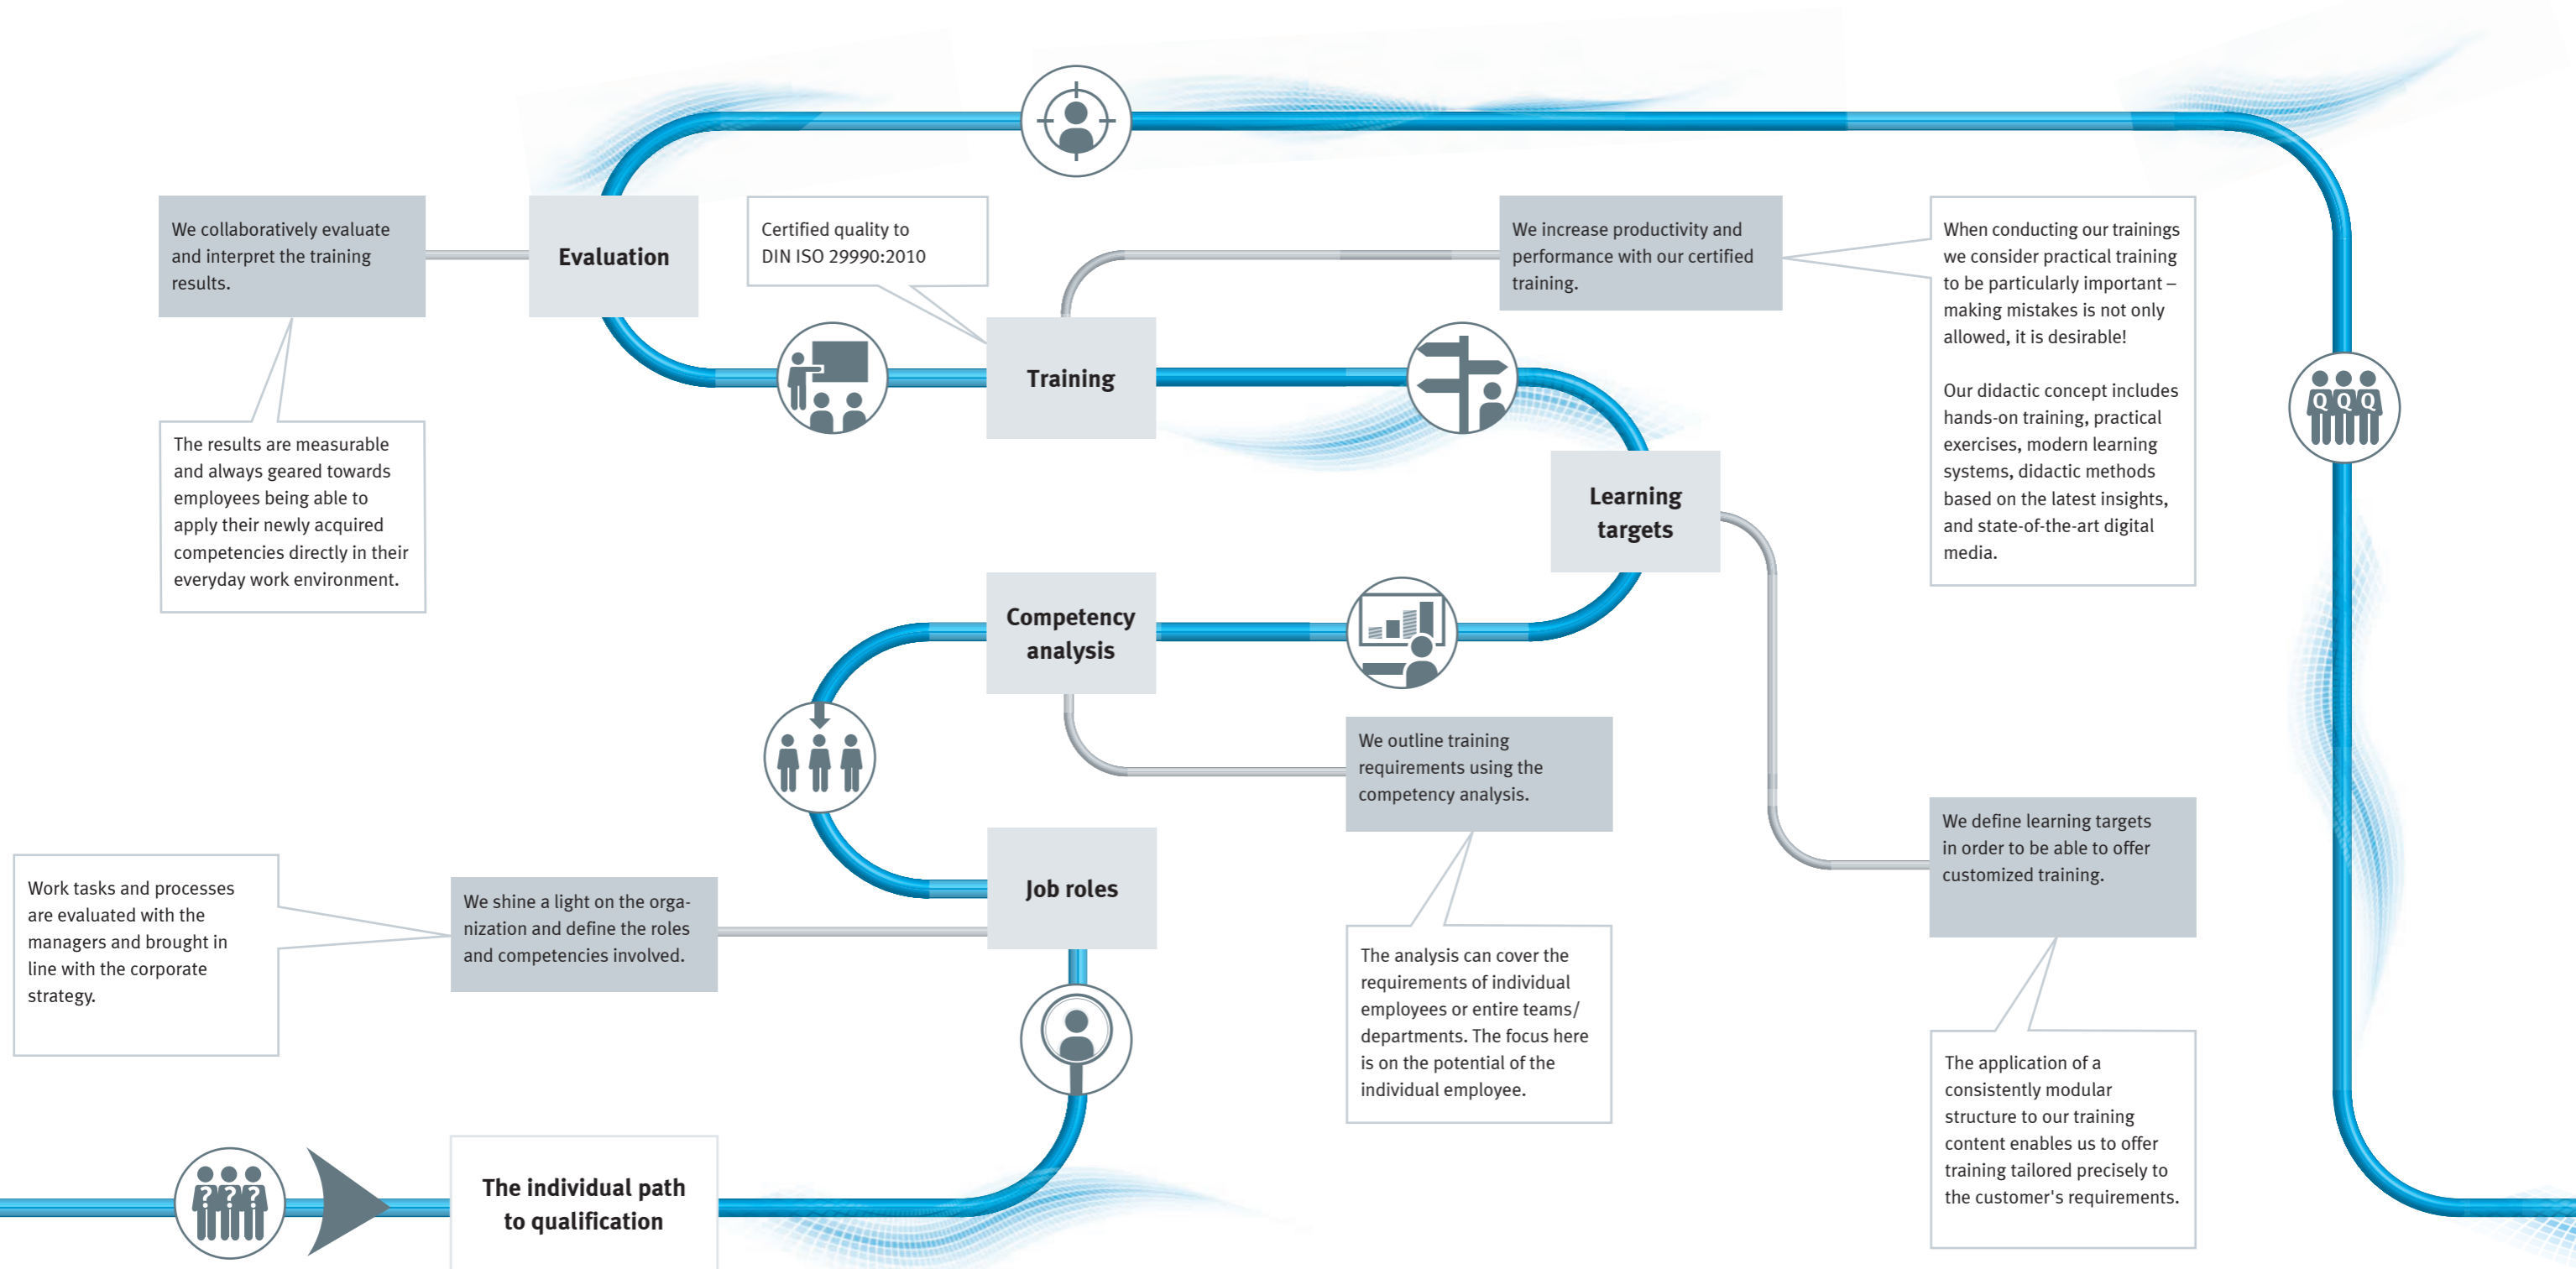 We collaboratively evaluate
and interpret the training
results.
Evaluation
Certified quality to
DIN ISO 29990:2010
We increase productivity and
performance with our certified
training.
When conducting our trainings
we consider practical training
to be particularly important –
making mistakes is not only
allowed, it is desirable!
Our didactic concept includes
hands-on training, practical
exercises, modern learning
systems, didactic methods
based on the latest insights,
and state-of-the-art digital
media.
Training
Q Q Q
The results are measurable
and always geared towards
employees being able to
apply their newly acquired
competencies directly in their
everyday work environment.
Learning
targets
Competency
analysis
We outline training
requirements using the
competency analysis.
We define learning targets
in order to be able to offer
customized training.
Work tasks and processes
are evaluated with the
managers and brought in
line with the corporate
strategy.
We shine a light on the orga-
nization and define the roles
and competencies involved.
Job roles
The analysis can cover the
requirements of individual
employees or entire teams/
departments. The focus here
is on the potential of the
individual employee.
The application of a
consistently modular
structure to our training
content enables us to offer
training tailored precisely to
the customer's requirements.
? ? ?
The individual path
to qualification